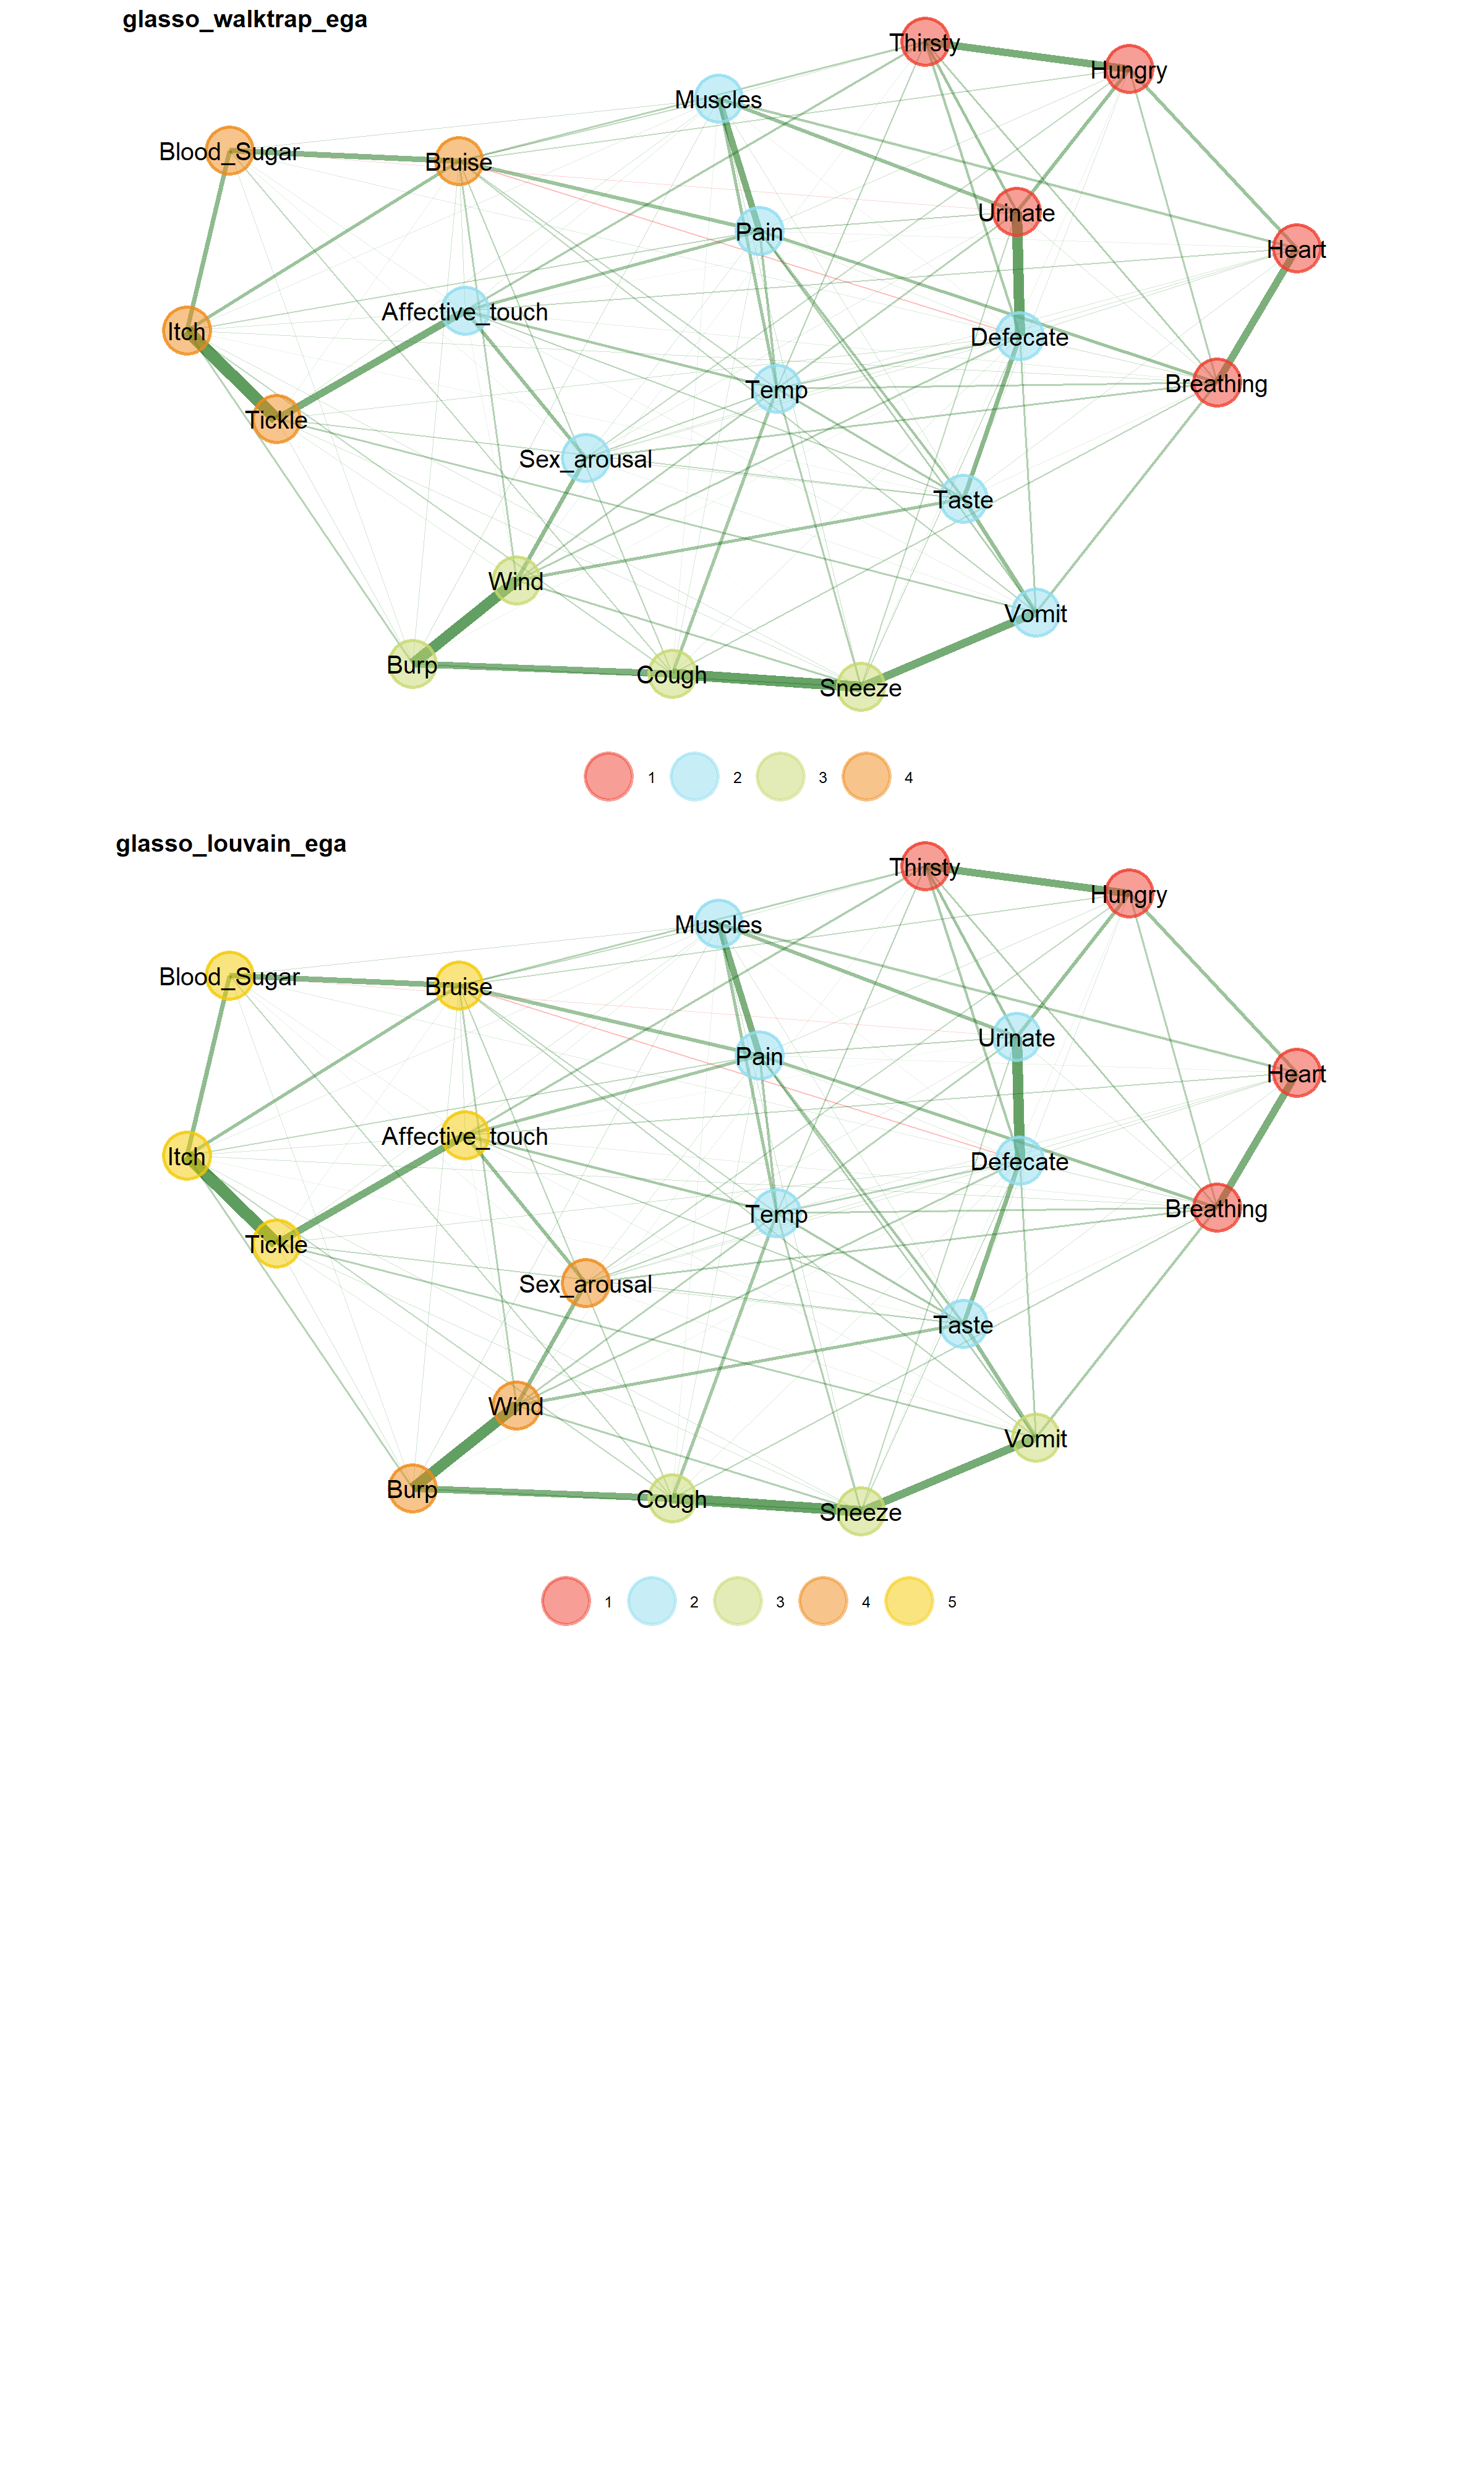 glasso_walktrap_ega
Thirsty
Hungry
Muscles
Blood_Sugar
Bruise
Urinate
Pain
Heart
Affective_touch
Itch
Defecate
Breathing
Temp
Tickle
Sex_arousal
Taste
Wind
Vomit
Burp
Cough
Sneeze
1 2 3 4
glasso_louvain_ega
Thirsty
Hungry
Muscles
Blood_Sugar
Bruise
Urinate
Pain
Heart
Affective_touch
Itch
Defecate
Breathing
Temp
Tickle
Sex_arousal
Taste
Wind
Vomit
Burp
Cough
Sneeze
1 2 3 4 5